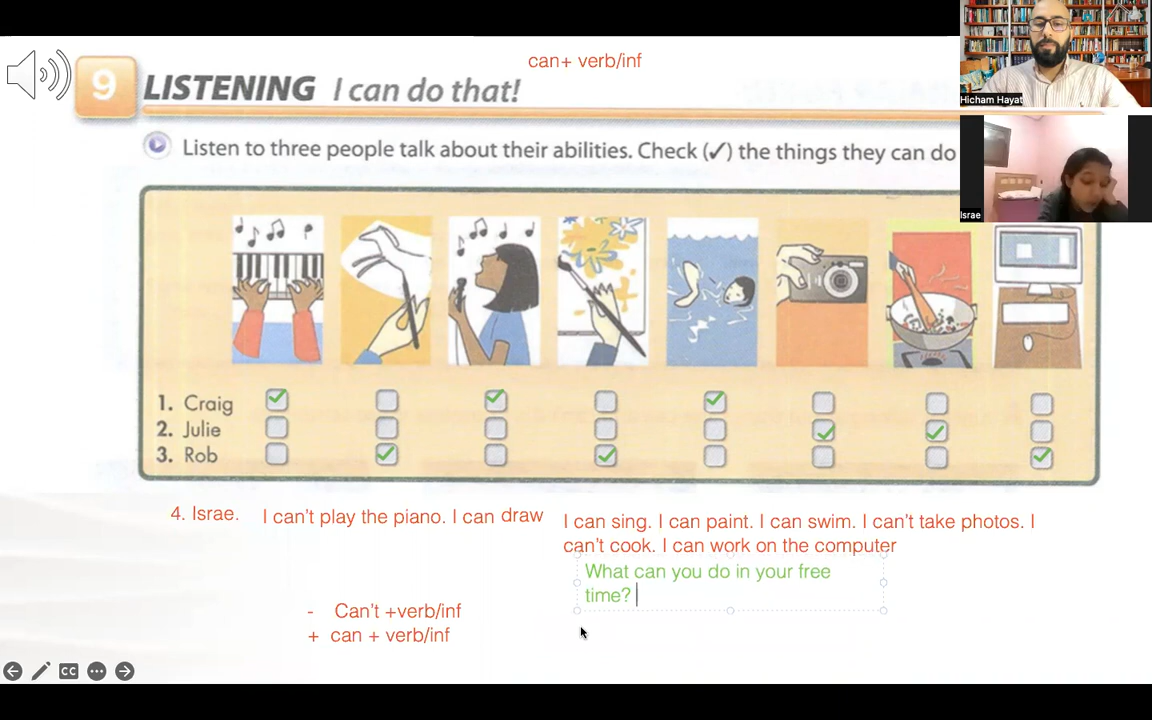 can+ verb/inf
Hicham Hayat
9 LISTENING I can do that!
Listen to three people talk about their abilities. Check (✓) the things they can do
Israe
1. Craig
2. Julie
3. Rob
4. Israe. I can't play the piano. I can draw
I can sing. I can paint. I can swim. I can't take photos. I
can't cook. I can work on the computer
What can you do in your free
time?
- Can't +verb/inf
+ can + verb/inf
CC